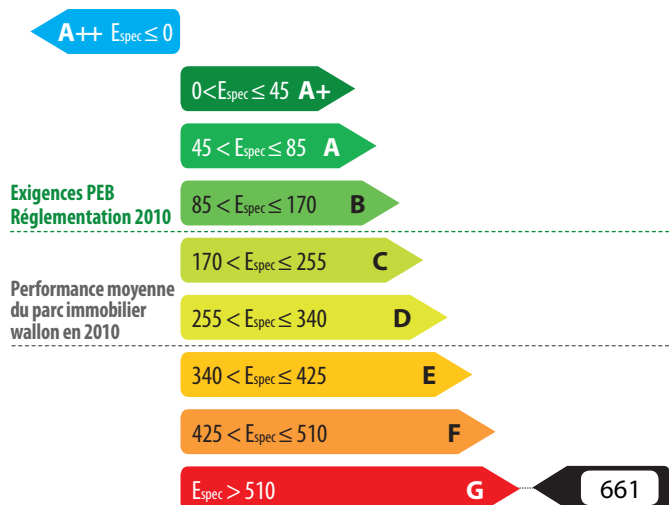 A++ Espec ≤ 0
0<Espec ≤ 45 A+
45 < Espec ≤ 85 A
Exigences PEB
Réglementation 2010
85 < Espec ≤ 170 B
170 < Espec ≤ 255 C
Performance moyenne
du parc immobilier
wallon en 2010
255 < Espec ≤ 340 D
340 < Espec ≤ 425 E
425 < Espec ≤ 510 F
Espec > 510 G 661